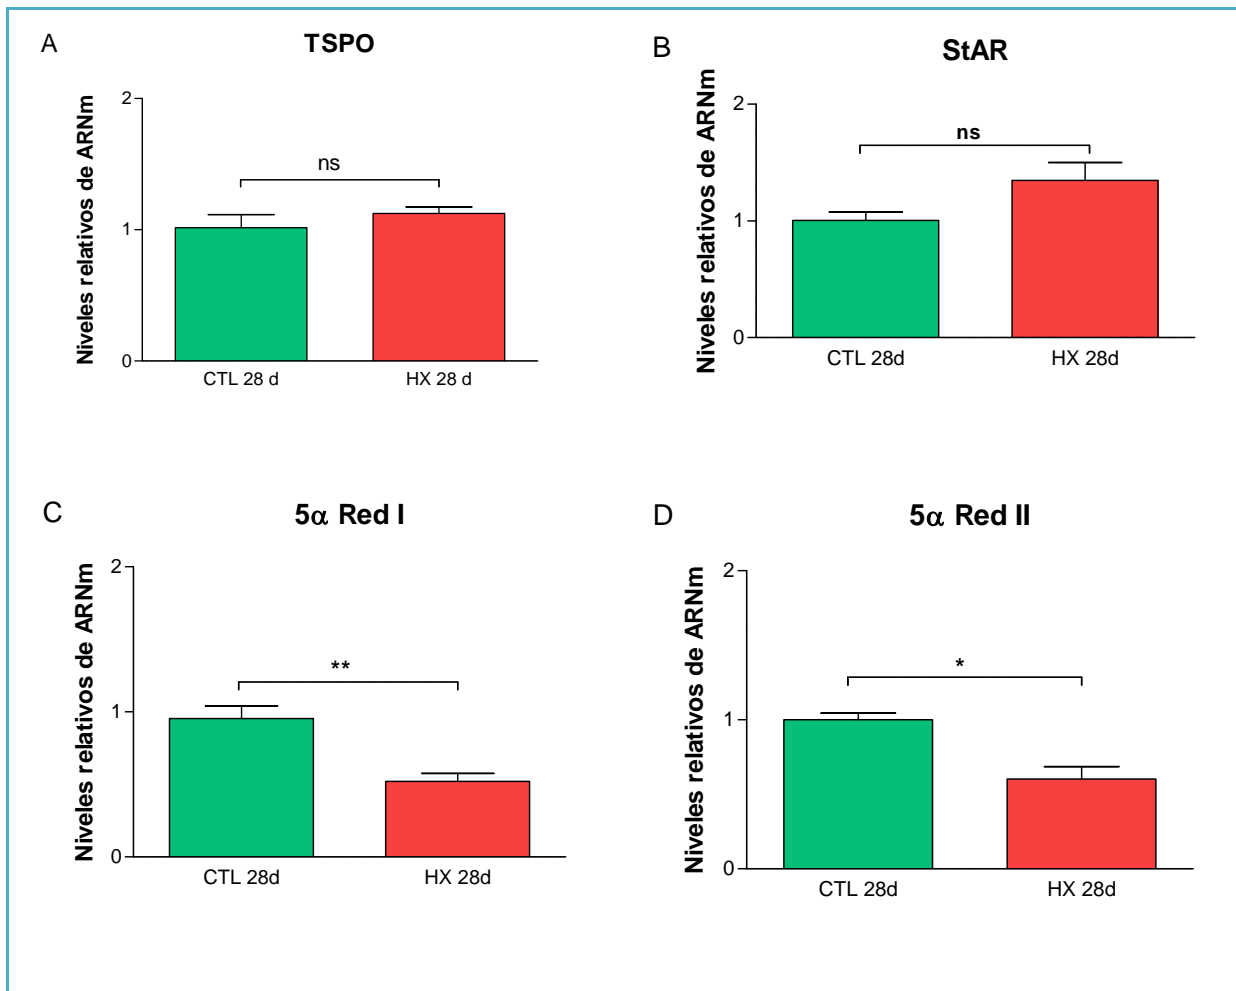 A
TSPO
Niveles relativos de ARNm
2
1
0
ns
CTL 28 d
HX 28 d
B
StAR
Niveles relativos de ARNm
2
1
0
ns
CTL 28d
HX 28d
C
5α Red I
Niveles relativos de ARNm
2
1
0
**
CTL 28d
HX 28d
D
5α Red II
Niveles relativos de ARNm
2
1
0
*
CTL 28d
HX 28d